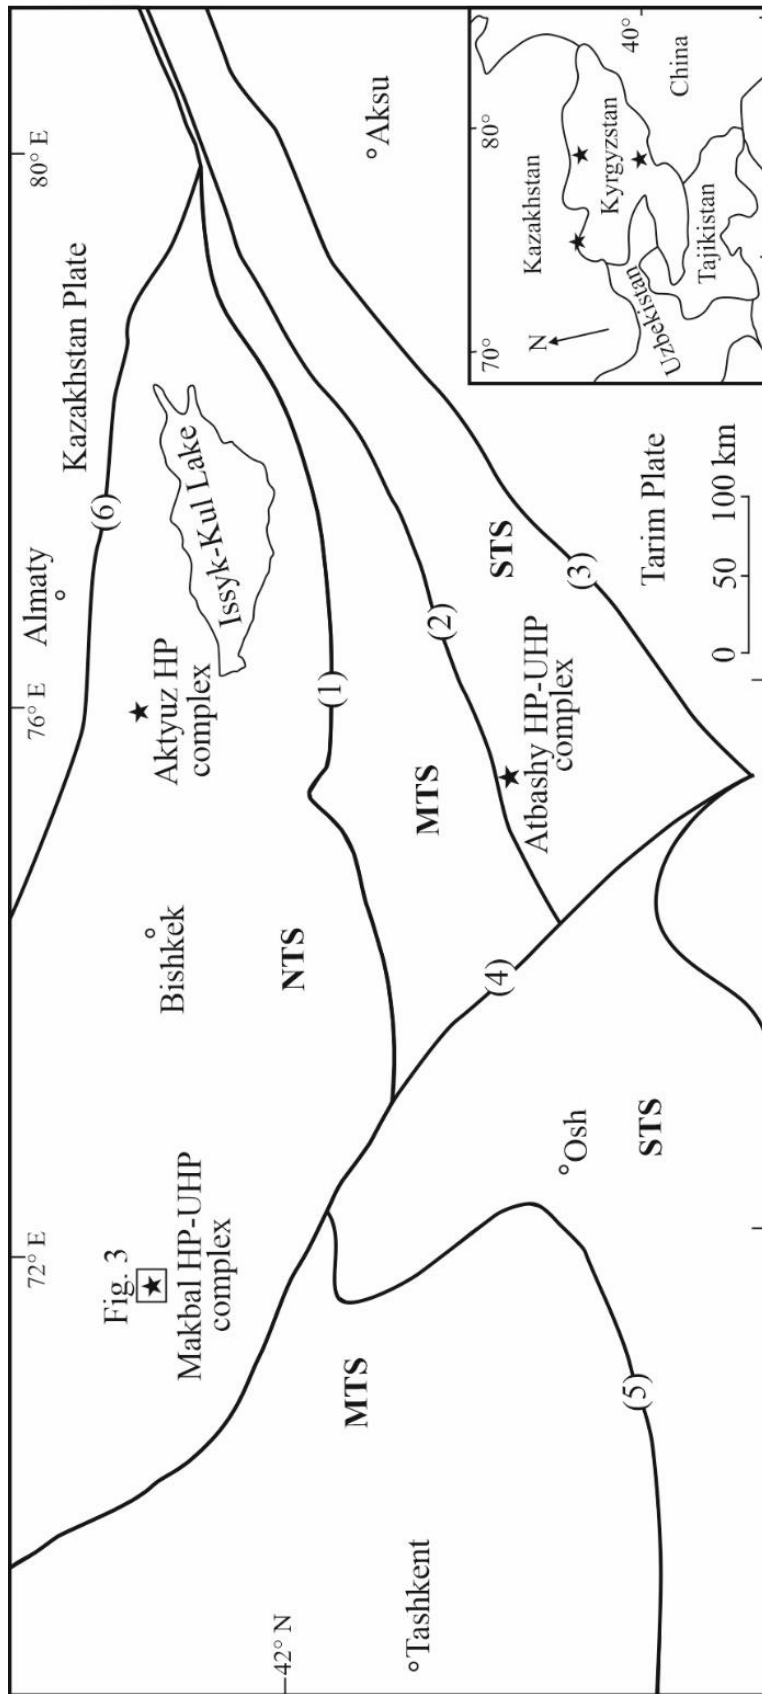 72° E
76° E
80° E
Kazakhstan Plate
Almaty
(6)
Fig. 3
Makbal HP-UHP
complex
Bishkek
Aktyuz HP
complex
Issyk-Kul Lake
42° N
NTS
(1)
MTS
MTS
(2)
Aksu
Tashkent
(4)
Atbashy HP-UHP
complex
STS
Osh
(5)
STS
(3)
Tarim Plate
0
50
100 km
70°
80°
N
Kazakhstan
Kyrgyzstan
Uzbekistan
Tajikistan
China
40°